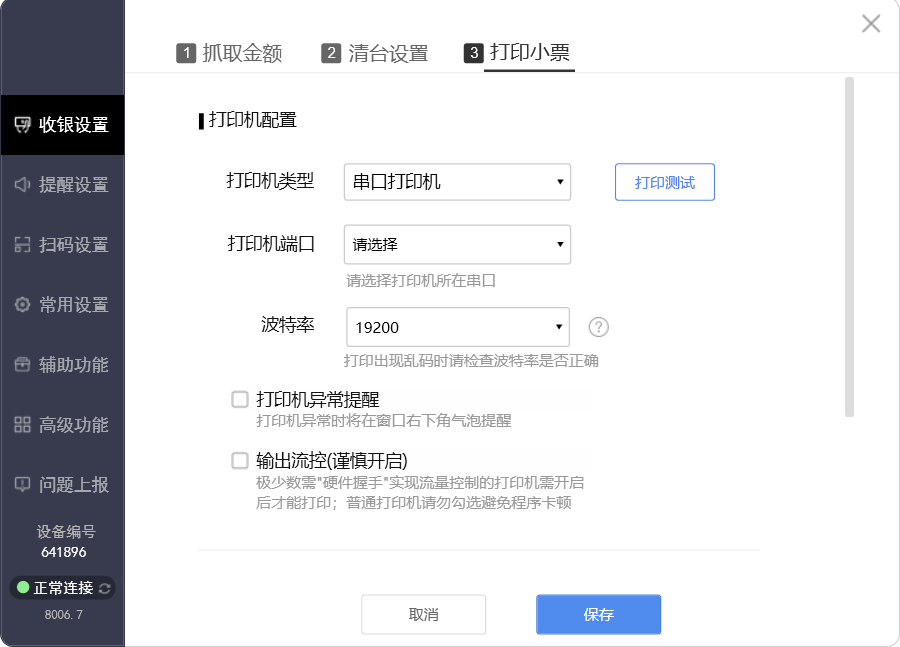 1 抓取金额
2 清台设置
3 打印小票
收银设置
提醒设置
扫码设置
常用设置
辅助功能
高级功能
问题上报
设备编号
641896
正常连接
8006. 7
打印机配置
打印机类型
串口打印机
打印测试
打印机端口
请选择
请选择打印机所在串口
波特率
19200
?
打印出现乱码时请检查波特率是否正确
打印机异常提醒
打印机异常时将在窗口右下角气泡提醒
输出流控(谨慎开启)
极少数需"硬件握手"实现流量控制的打印机需开启
后才能打印；普通打印机请勿勾选避免程序卡顿
取消
保存